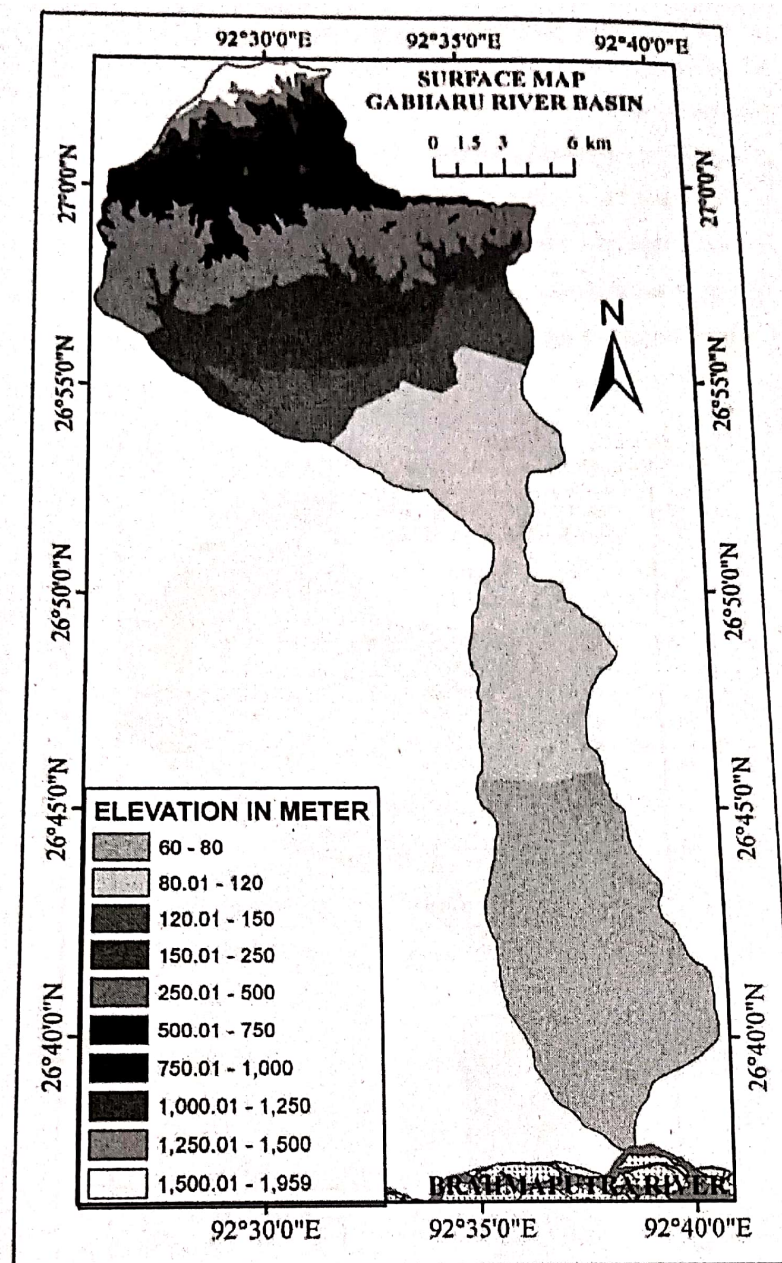 92°30'0"E 92°35'0"E 92°40'0"E
SURFACE MAP
GABHARU RIVER BASIN
0 1.5 3 6 km
27°0'0"N 27°0'0"N
N
26°55'0"N 26°55'0"N
26°50'0"N 26°50'0"N
26°45'0"N 26°45'0"N
ELEVATION IN METER
60 - 80
80.01 - 120
120.01 - 150
150.01 - 250
250.01 - 500
500.01 - 750
750.01 - 1,000
1,000.01 - 1,250
1,250.01 - 1,500
1,500.01 - 1,959
26°40'0"N 26°40'0"N
BRAHMAPUTRA RIVER
92°30'0"E 92°35'0"E 92°40'0"E